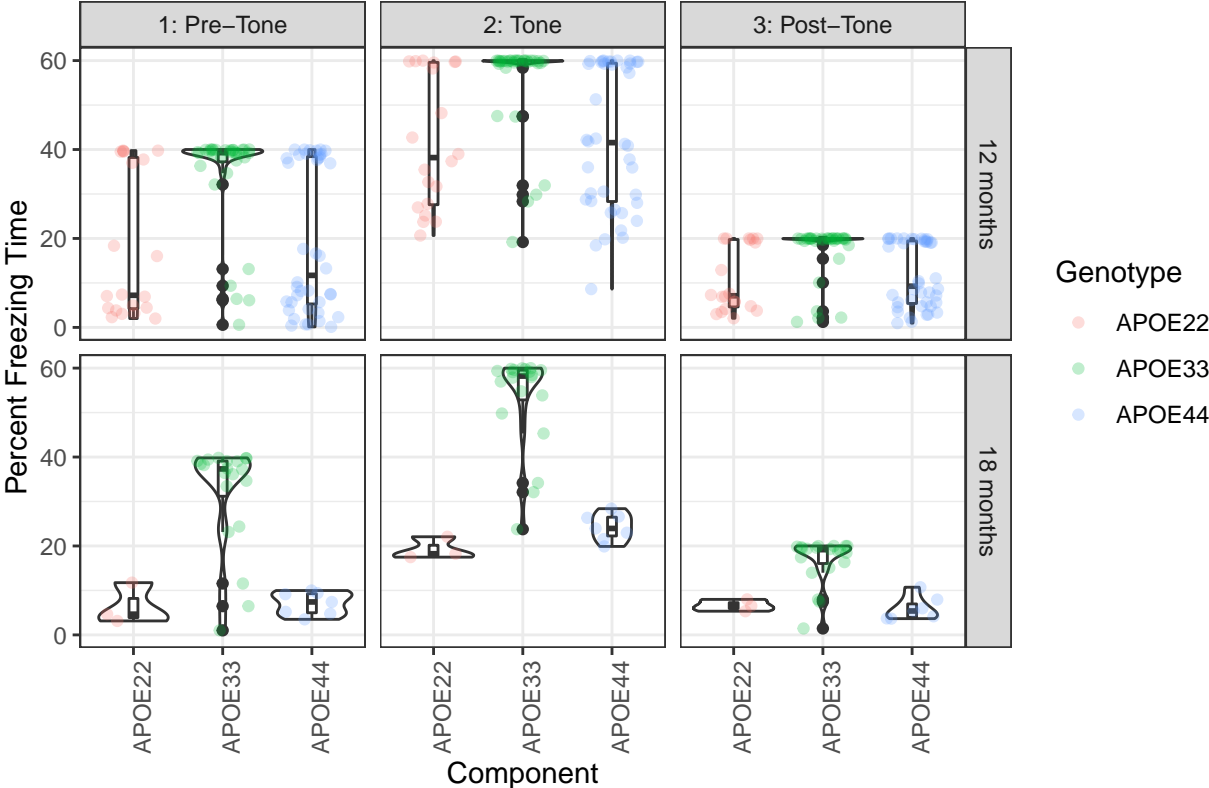 1: Pre−Tone
2: Tone
3: Post−Tone
60
40
20
0
12 months
60
40
20
0
18 months
Percent Freezing Time
APOE22
APOE33
APOE44
APOE22
APOE33
APOE44
APOE22
APOE33
APOE44
Component
Genotype
APOE22
APOE33
APOE44